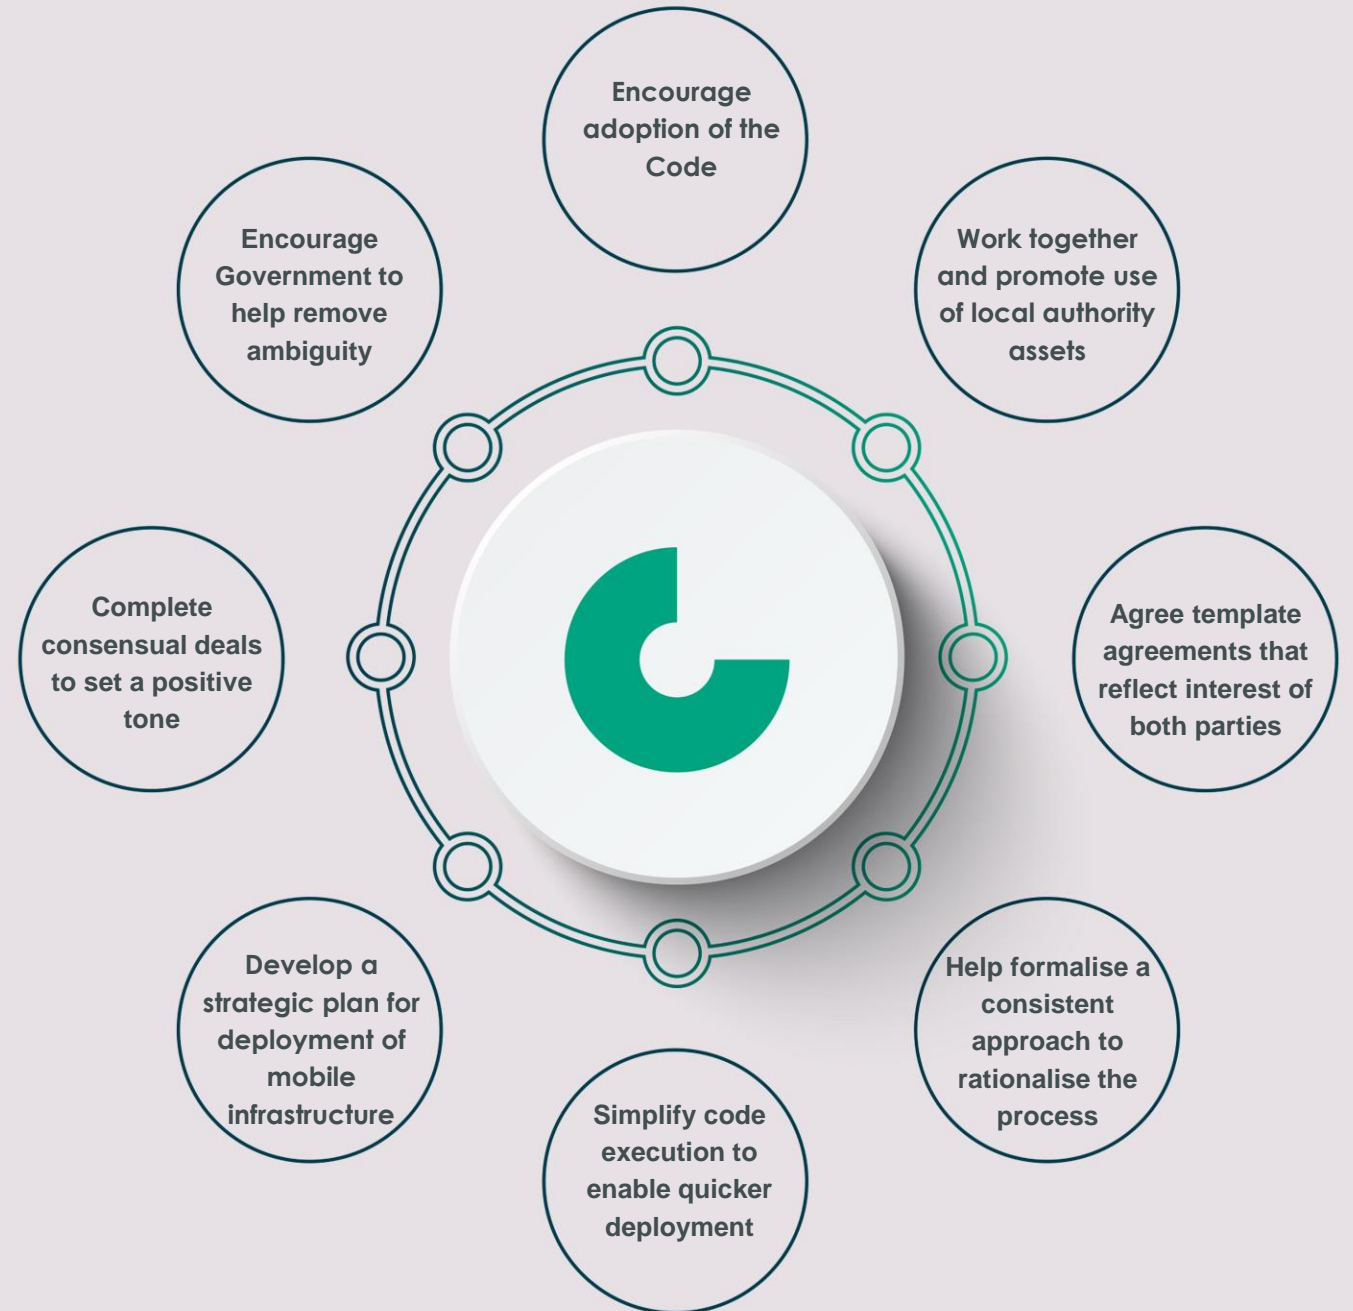 Encourage
adoption of the
Code
Work together
and promote use
of local authority
assets
Agree template
agreements that
reflect interest of
both parties
Help formalise a
consistent
approach to
rationalise the
process
Simplify code
execution to
enable quicker
deployment
Develop a
strategic plan for
deployment of
mobile
infrastructure
Complete
consensual deals
to set a positive
tone
Encourage
Government to
help remove
ambiguity